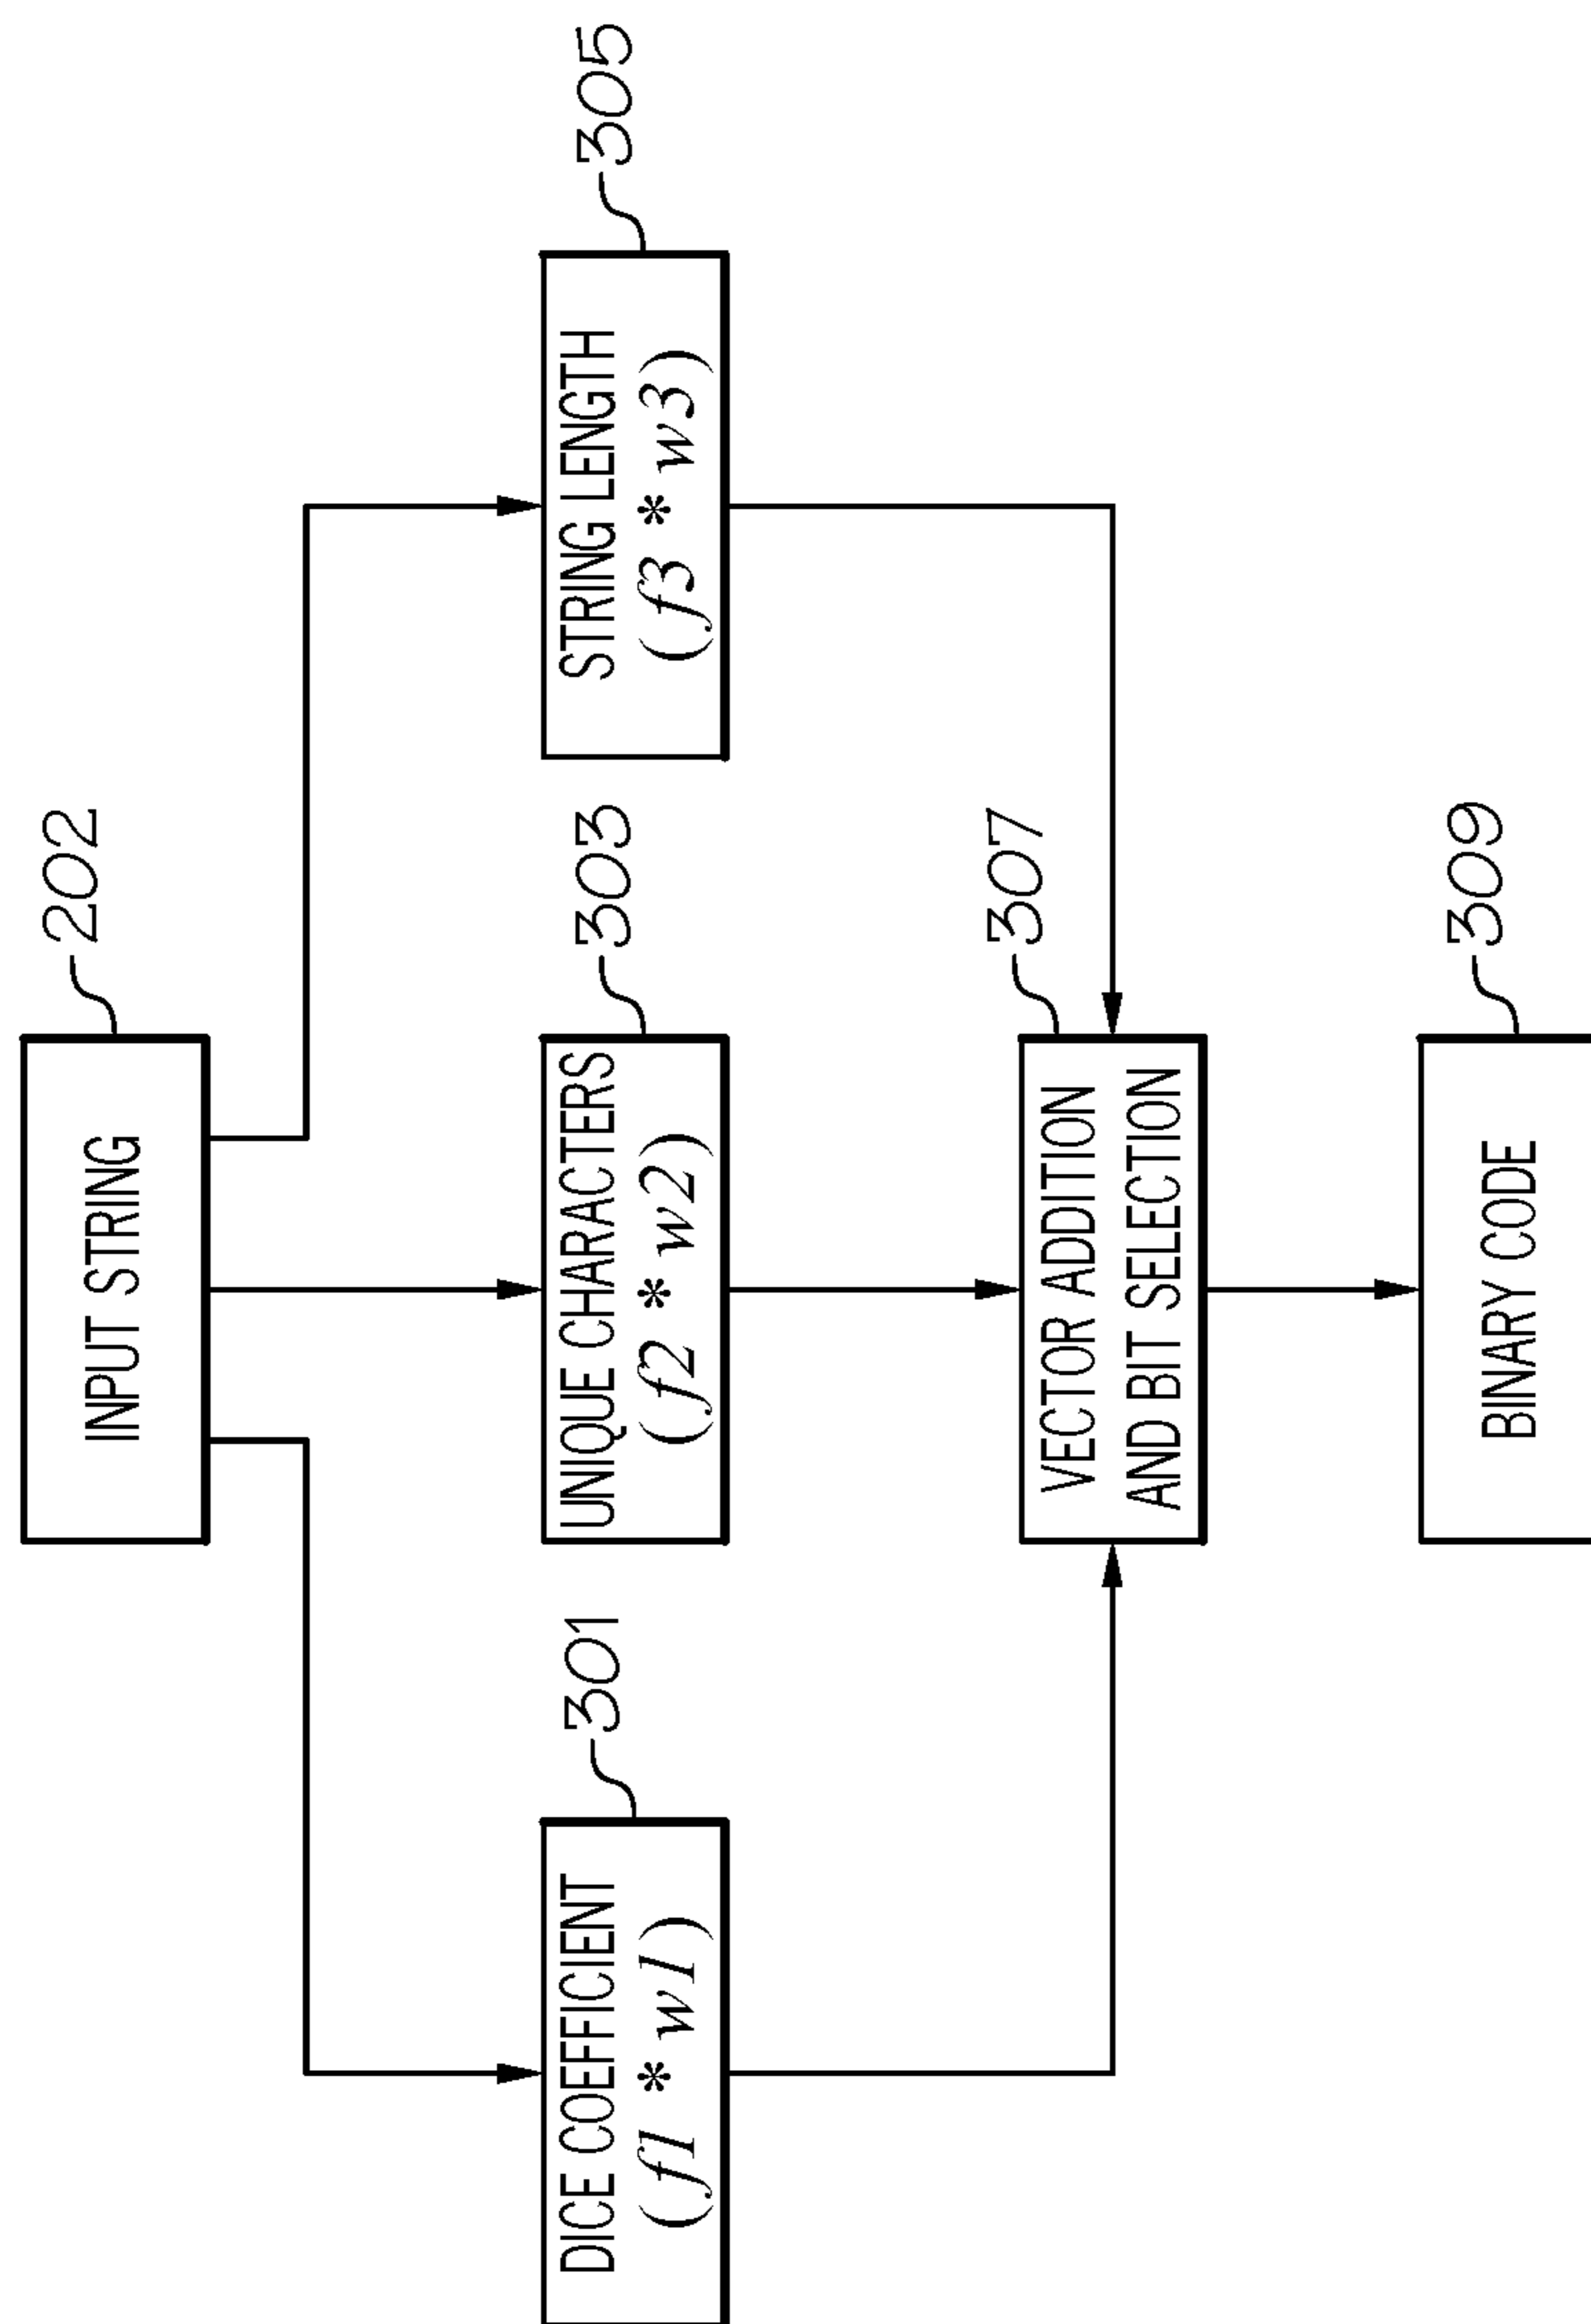 INPUT STRING
202
DICE COEFFICIENT
(f1 * w1)
301
UNIQUE CHARACTERS
(f2 * w2)
303
STRING LENGTH
(f3 * w3)
305
VECTOR ADDITION
AND BIT SELECTION
307
BINARY CODE
309